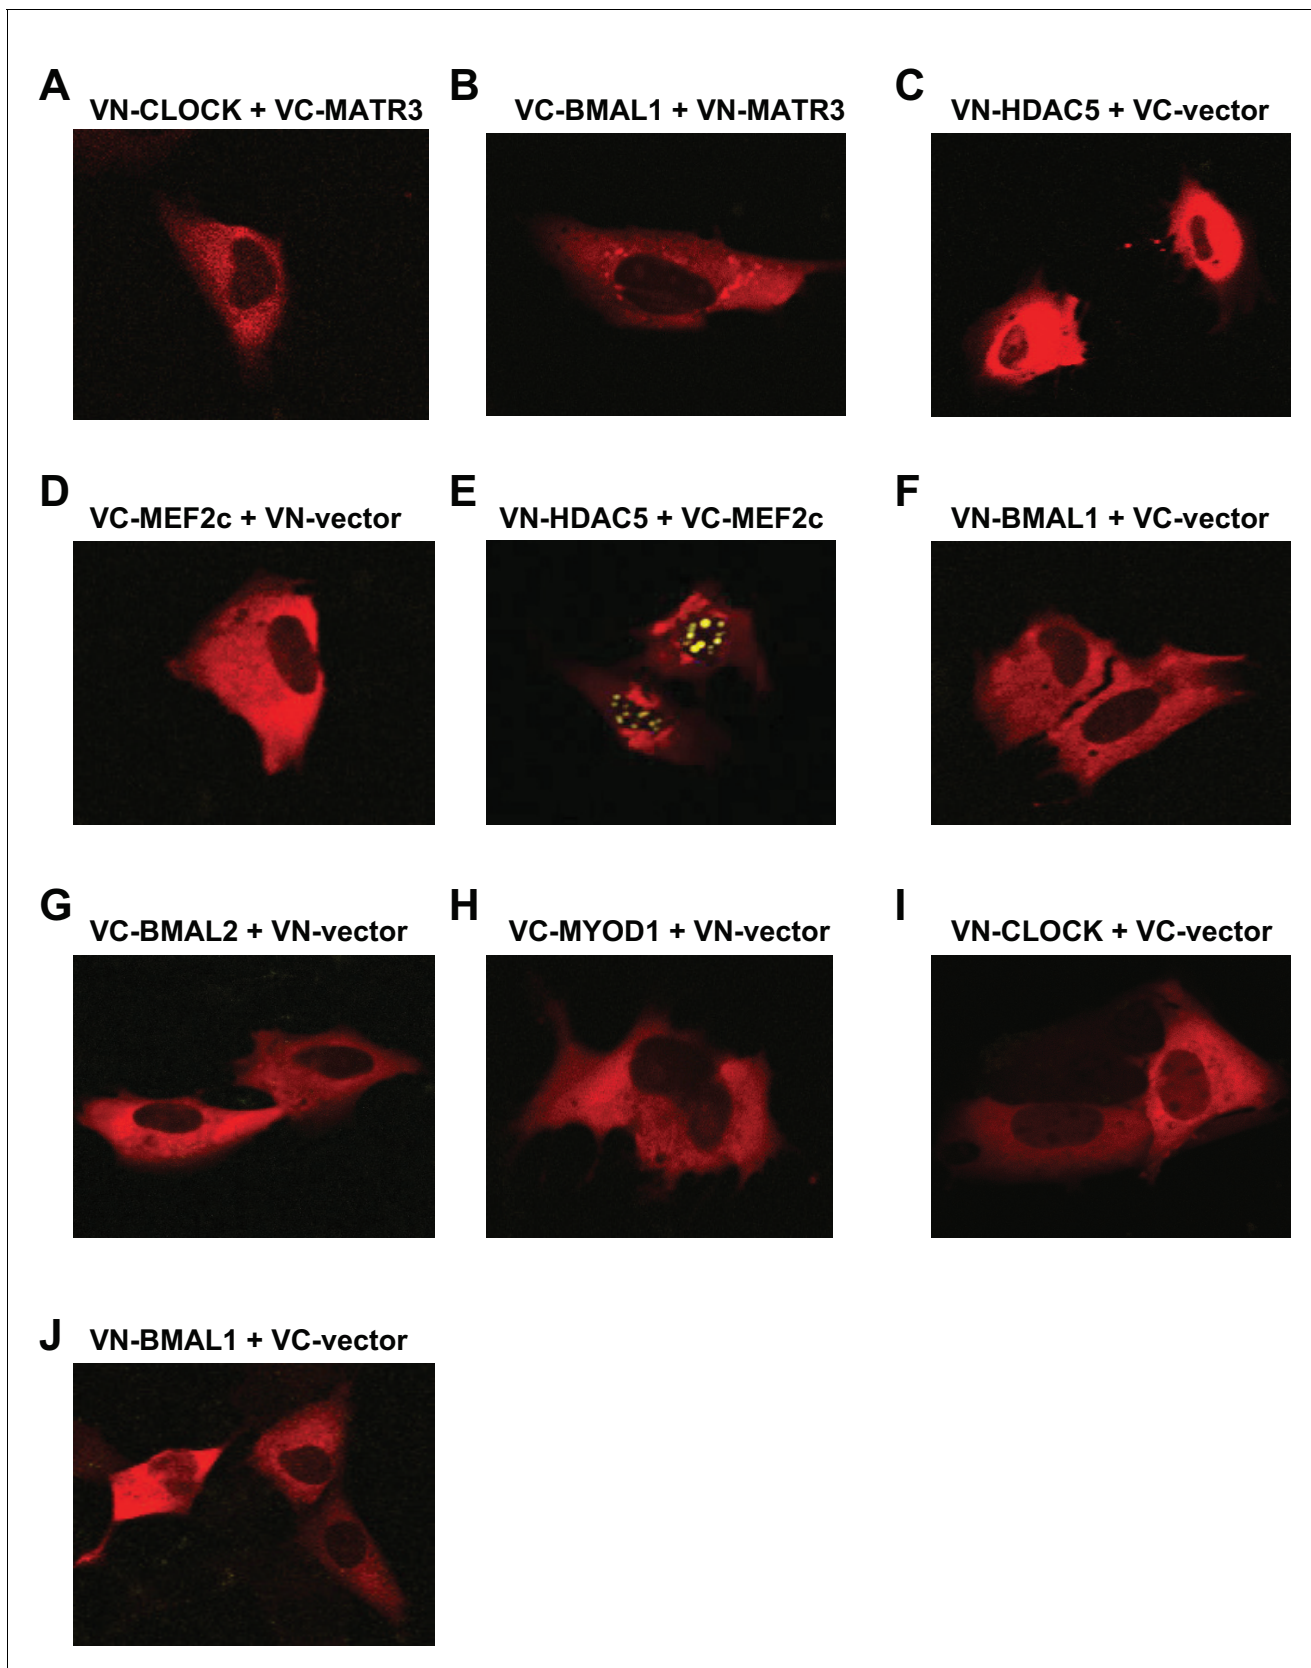 A
VN-CLOCK + VC-MATR3
B
VC-BMAL1 + VN-MATR3
C
VN-HDAC5 + VC-vector
D
VC-MEF2c + VN-vector
E
VN-HDAC5 + VC-MEF2c
F
VN-BMAL1 + VC-vector
G
VC-BMAL2 + VN-vector
H
VC-MYOD1 + VN-vector
I
VN-CLOCK + VC-vector
J
VN-BMAL1 + VC-vector